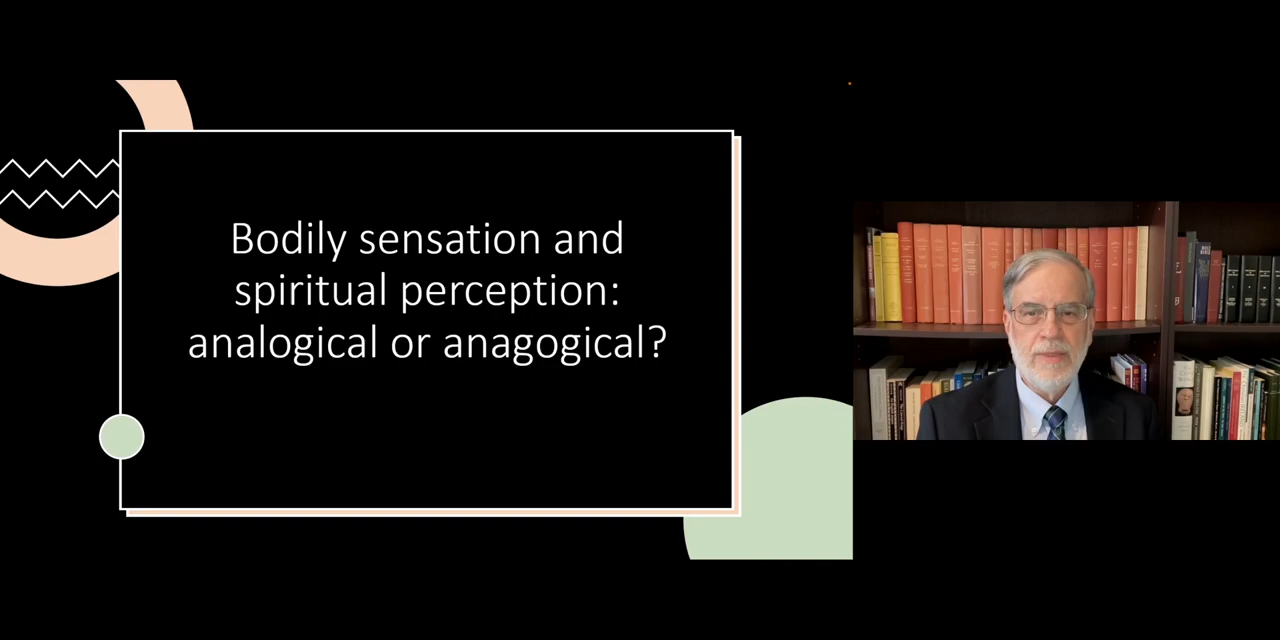 Bodily sensation and
spiritual perception:
analogical or anagogical?